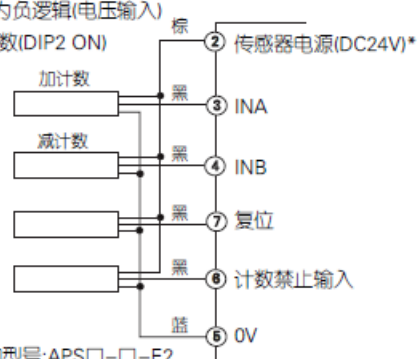 为负逻辑(电压输入)
数(DIP2 ON)
棕
② 传感器电源(DC24V)*
加计数
黑
③ INA
减计数
黑
④ INB
黑
⑦ 复位
黑
⑥ 计数禁止输入
蓝
⑤ 0V
型号:APS□-□-F2